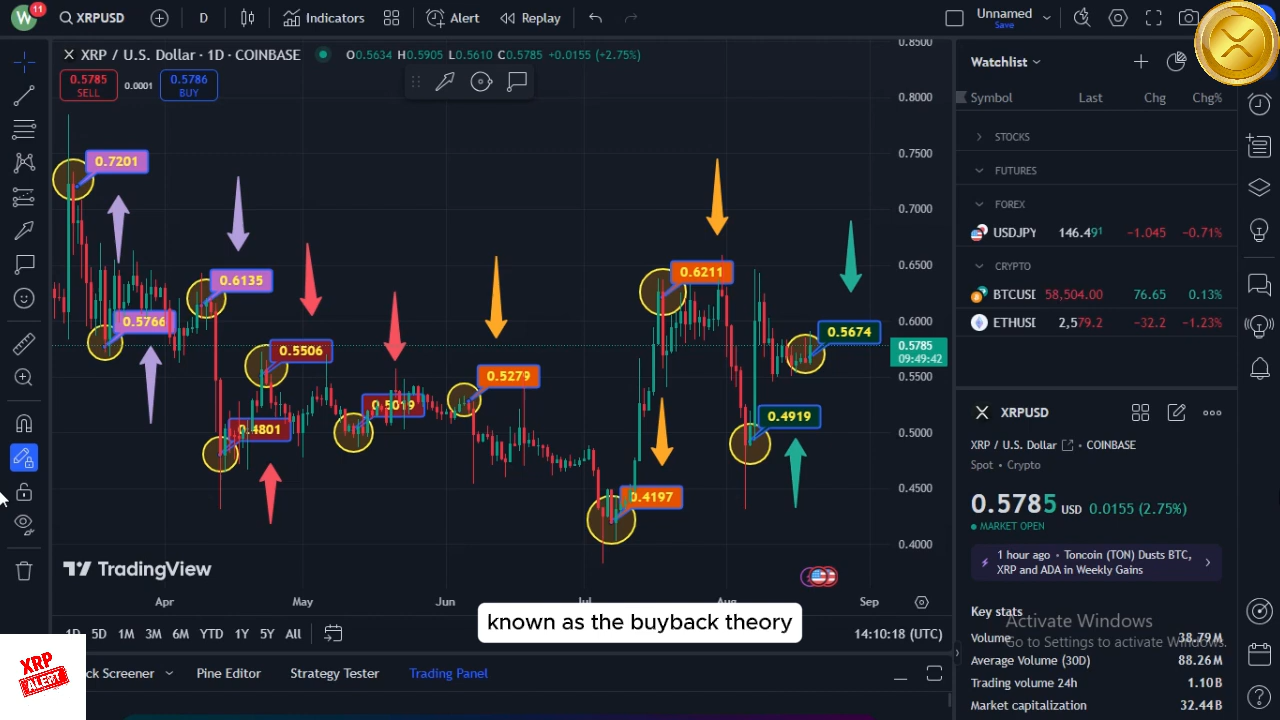 W
11
XRPUSD
D
Indicators
Alert
Replay
Unnamed
Save
XRP / U.S. Dollar · 1D · COINBASE
O0.5634 H0.5905 L0.5610 C0.5785 +0.0155 (+2.75%)
0.5785
SELL
0.0001
0.5786
BUY
0.8500
0.8000
0.7500
0.7000
0.6500
0.6000
0.5785
09:49:42
0.5500
0.5000
0.4500
0.4000
0.7201
0.5766
0.6135
0.4801
0.5506
0.5019
0.5279
0.4197
0.6211
0.4919
0.5674
TradingView
Apr
May
Jun
Jul
Aug
Sep
known as the buyback theory
1D 5D 1M 3M 6M YTD 1Y 5Y All
14:10:18 (UTC)
ck Screener
Pine Editor
Strategy Tester
Trading Panel
XRP
ALERT
Watchlist
Symbol Last Chg Chg%
STOCKS
FUTURES
FOREX
USDJPY 146.491 −1.045 −0.71%
CRYPTO
BTCUSD 58,504.00 76.65 0.13%
ETHUSD 2,579.2 −32.2 −1.23%
XRPUSD
XRP / U.S. Dollar COINBASE
Spot • Crypto
0.5785 USD 0.0155 (2.75%)
MARKET OPEN
1 hour ago · Toncoin (TON) Dusts BTC,
XRP and ADA in Weekly Gains
Key stats
Activate Windows
Go to Settings to activate Windows.
Volume 38.79M
Average Volume (30D) 88.26M
Trading volume 24h 1.10B
Market capitalization 32.44B